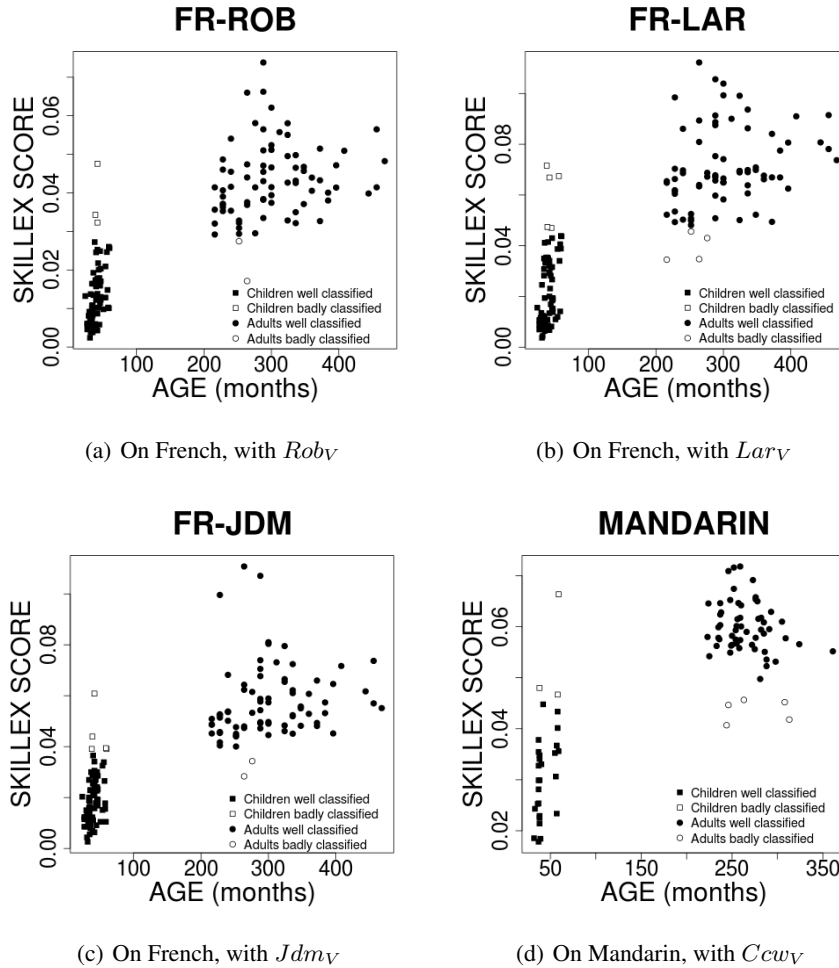 FR-ROB
SKILLEX SCORE
0.00 0.02 0.04 0.06
Children well classified
Children badly classified
Adults well classified
Adults badly classified
100 200 300 400
AGE (months)
(a) On French, with RobV
FR-LAR
SKILLEX SCORE
0.00 0.04 0.08
Children well classified
Children badly classified
Adults well classified
Adults badly classified
100 200 300 400
AGE (months)
(b) On French, with LarV
FR-JDM
SKILLEX SCORE
0.00 0.04 0.08
Children well classified
Children badly classified
Adults well classified
Adults badly classified
100 200 300 400
AGE (months)
(c) On French, with JdmV
MANDARIN
SKILLEX SCORE
0.02 0.04 0.06
Children well classified
Children badly classified
Adults well classified
Adults badly classified
50 150 250 350
AGE (months)
(d) On Mandarin, with CcwV